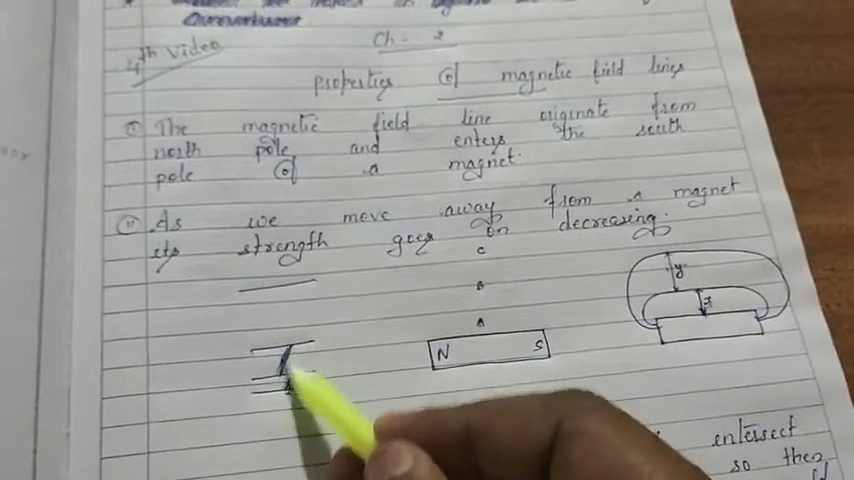 4th Video
Ch - 2
properties of magnetic field lines
(i) The magnetic field line originate from
north pole and enters the south
pole of a magnet.
(ii) As we move away from a magnet
its strength goes on decreasing.
C
B
A
N S
y
x
intersect
so then